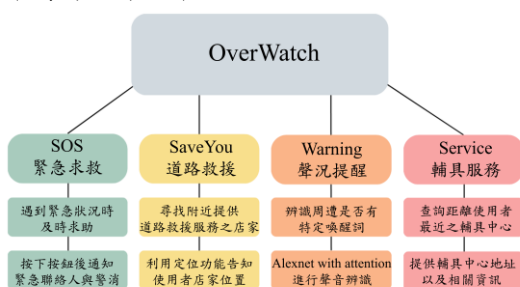 OverWatch
SOS
緊急求救
遇到緊急狀況時
及時求助
按下按鈕後通知
緊急聯絡人與警消
SaveYou
道路救援
尋找附近提供
道路救援服務之店家
利用定位功能告知
使用者店家位置
Warning
聲況提醒
辨識周遭是否有
特定喚醒詞
Alexnet with attention
進行聲音辨識
Service
輔具服務
查詢距離使用者
最近之輔具中心
提供輔具中心地址
以及相關資訊